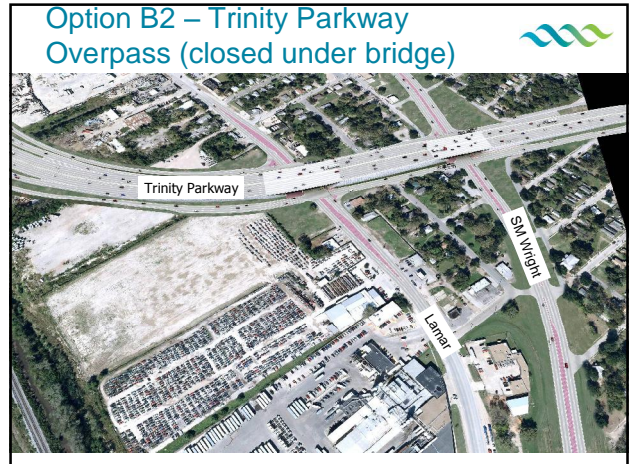 Option B2 – Trinity Parkway
Overpass (closed under bridge)
Trinity Parkway
SM Wright
Lamar